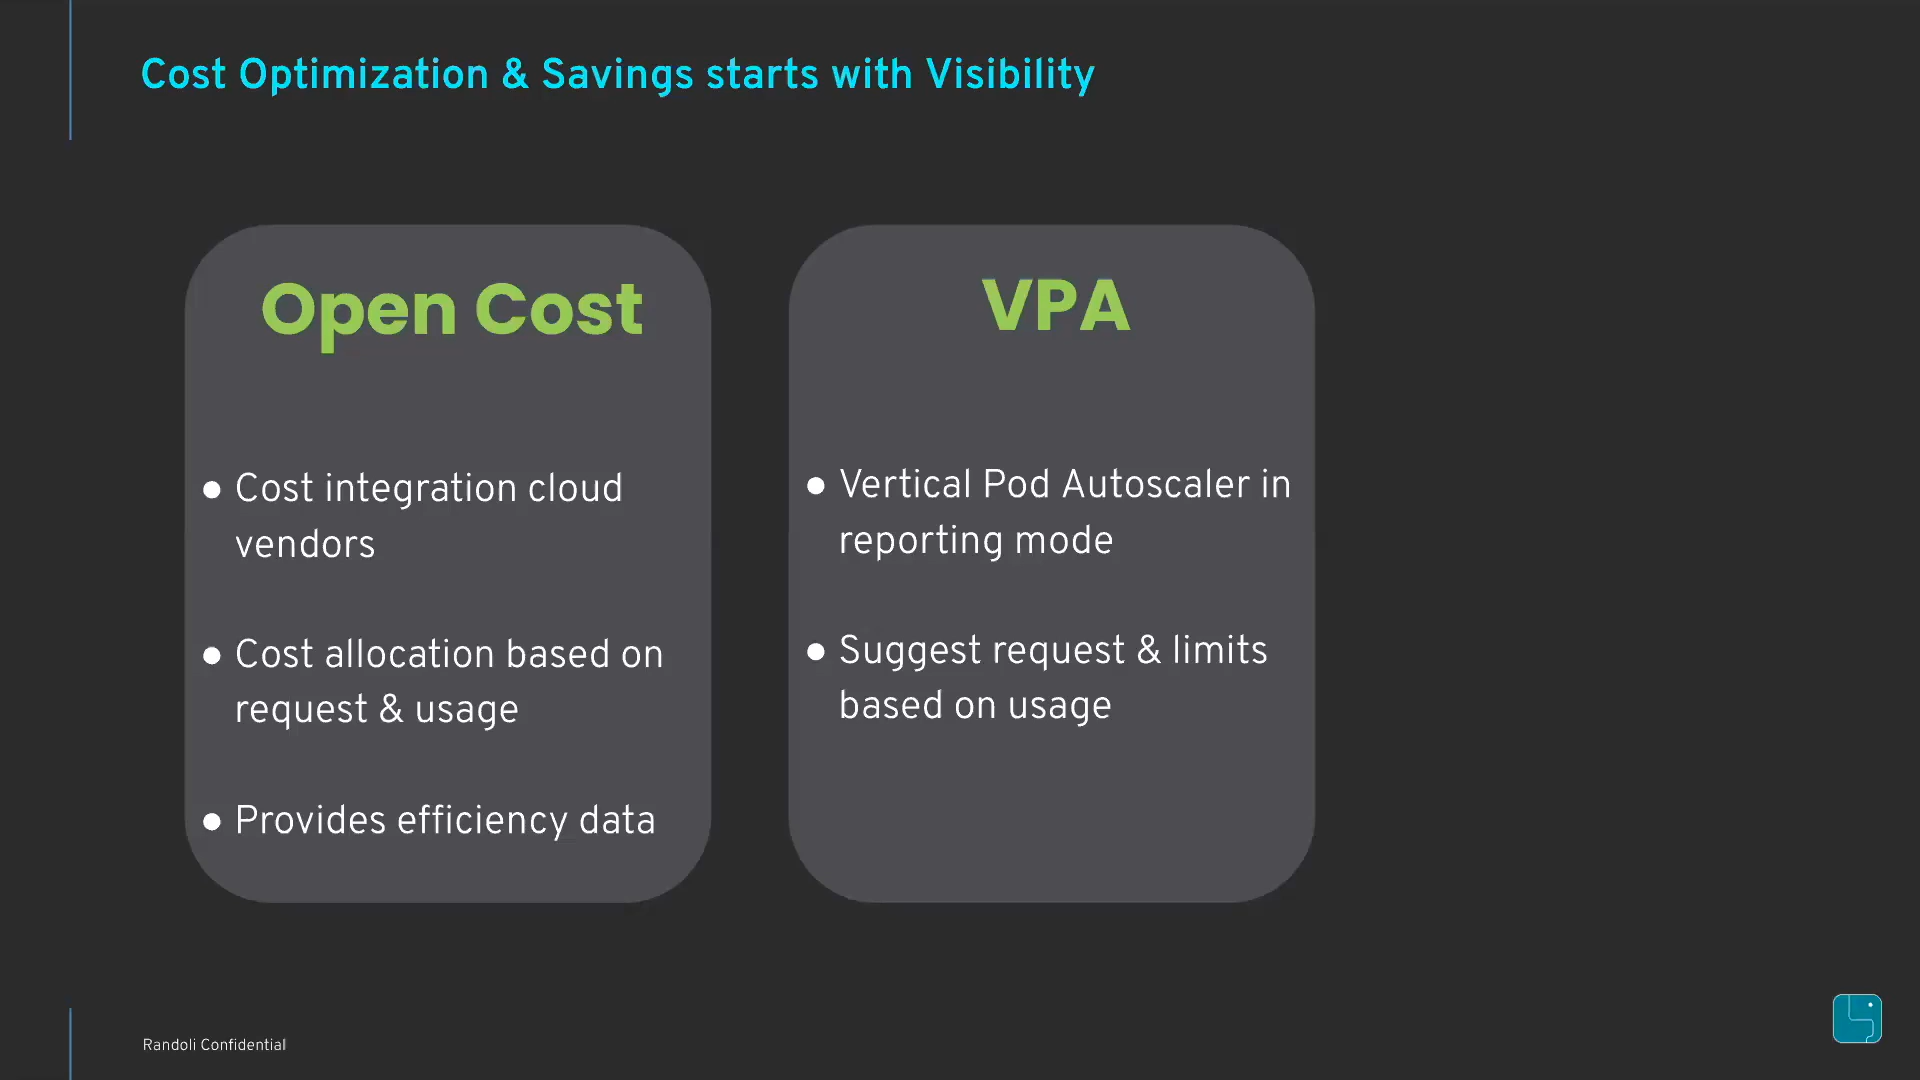 Cost Optimization & Savings starts with Visibility
Open Cost
● Cost integration cloud
vendors
● Cost allocation based on
request & usage
● Provides efficiency data
VPA
● Vertical Pod Autoscaler in
reporting mode
● Suggest request & limits
based on usage
Randoli Confidential